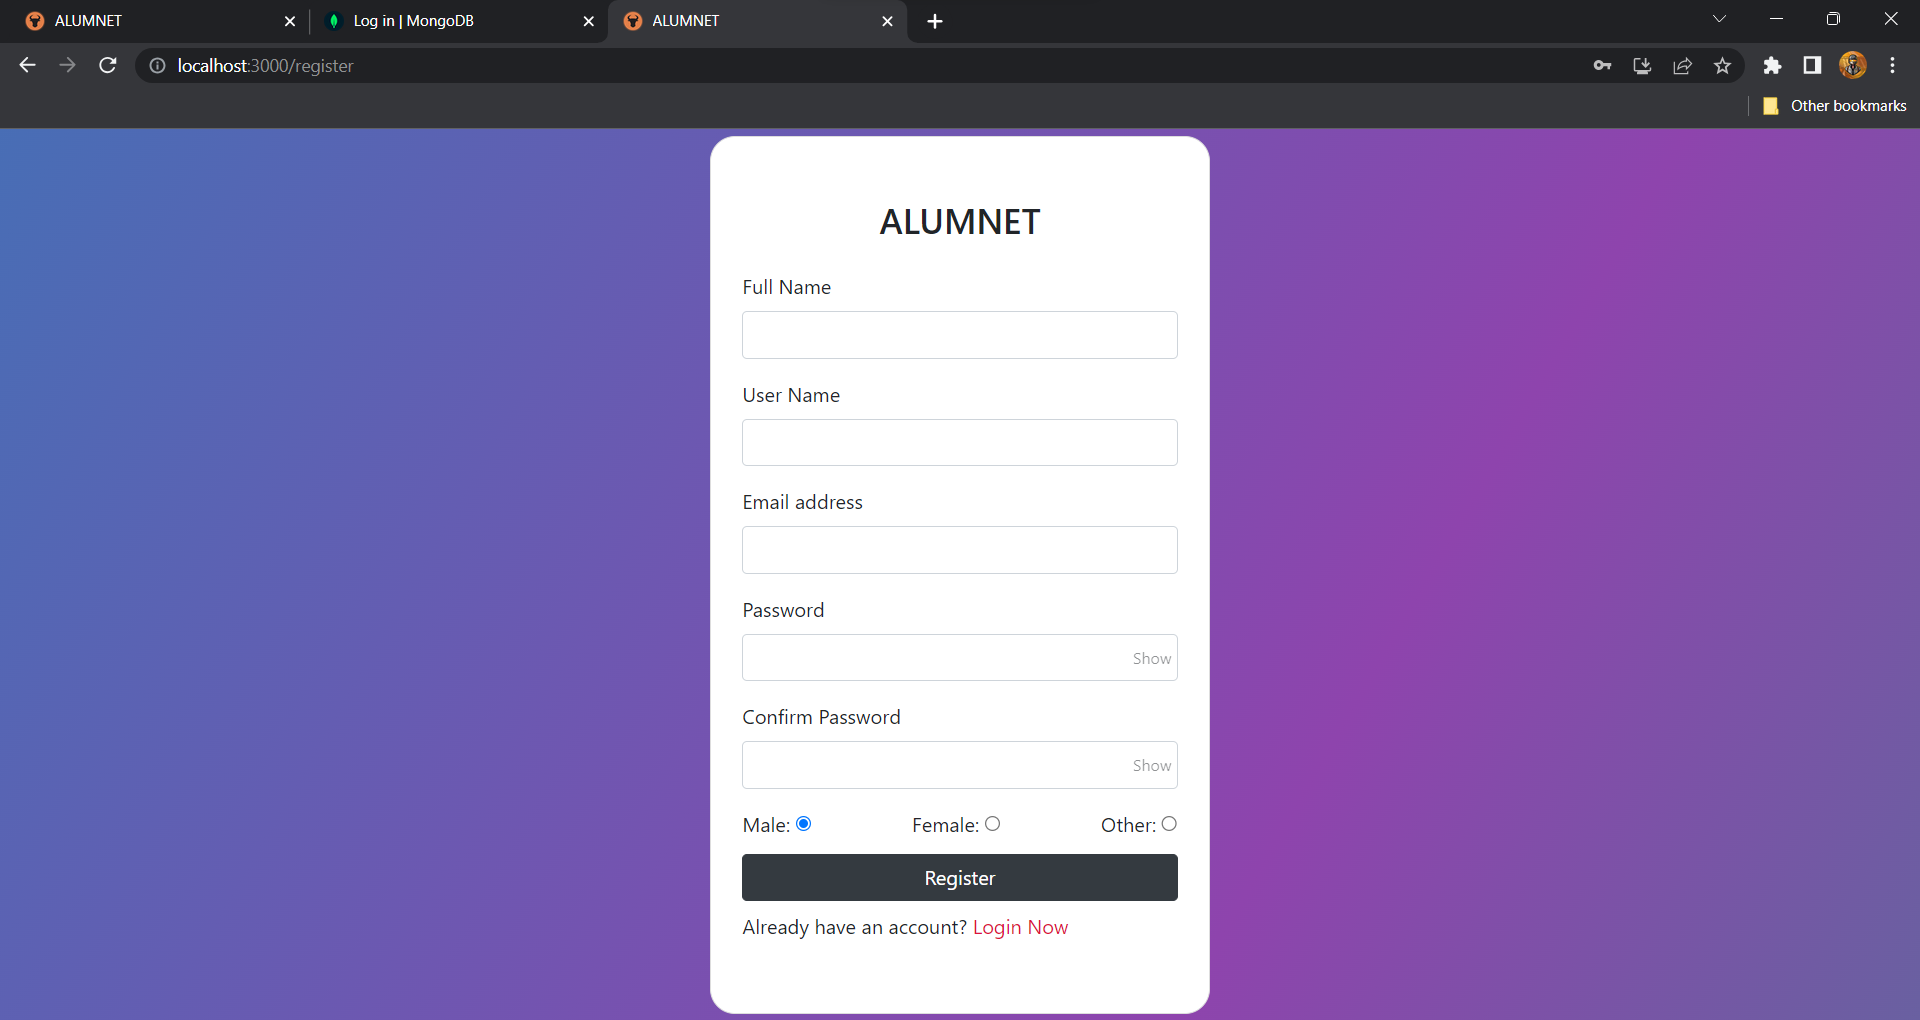 ALUMNET
Log in | MongoDB
ALUMNET
localhost:3000/register
Other bookmarks
ALUMNET
Full Name
User Name
Email address
Password
Show
Confirm Password
Show
Male: Female: Other:
Register
Already have an account? Login Now